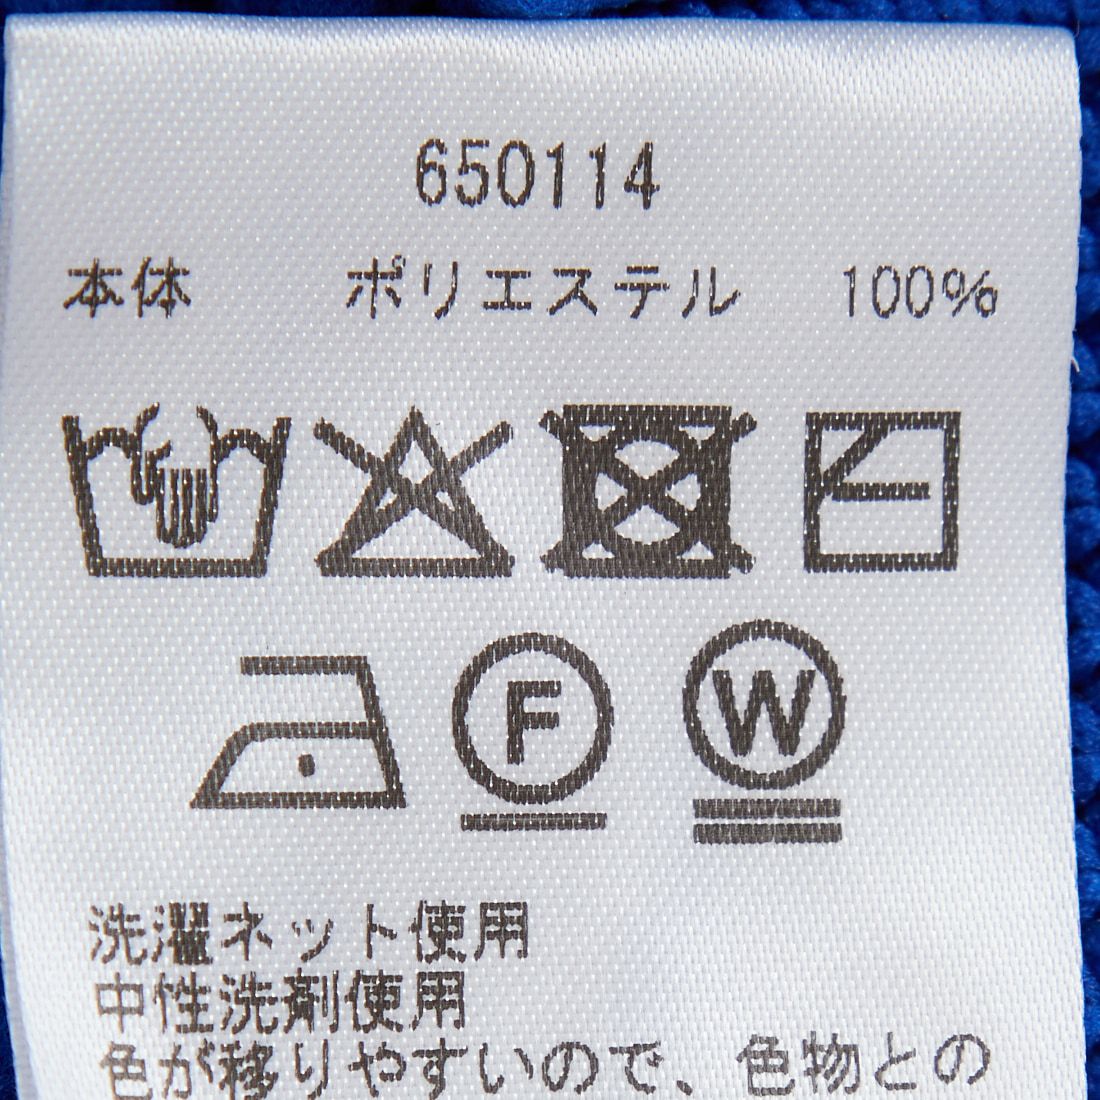 650114
本体 ポリエステル 100%
F W
洗濯ネット使用
中性洗剤使用
色が移りやすいので、色物との